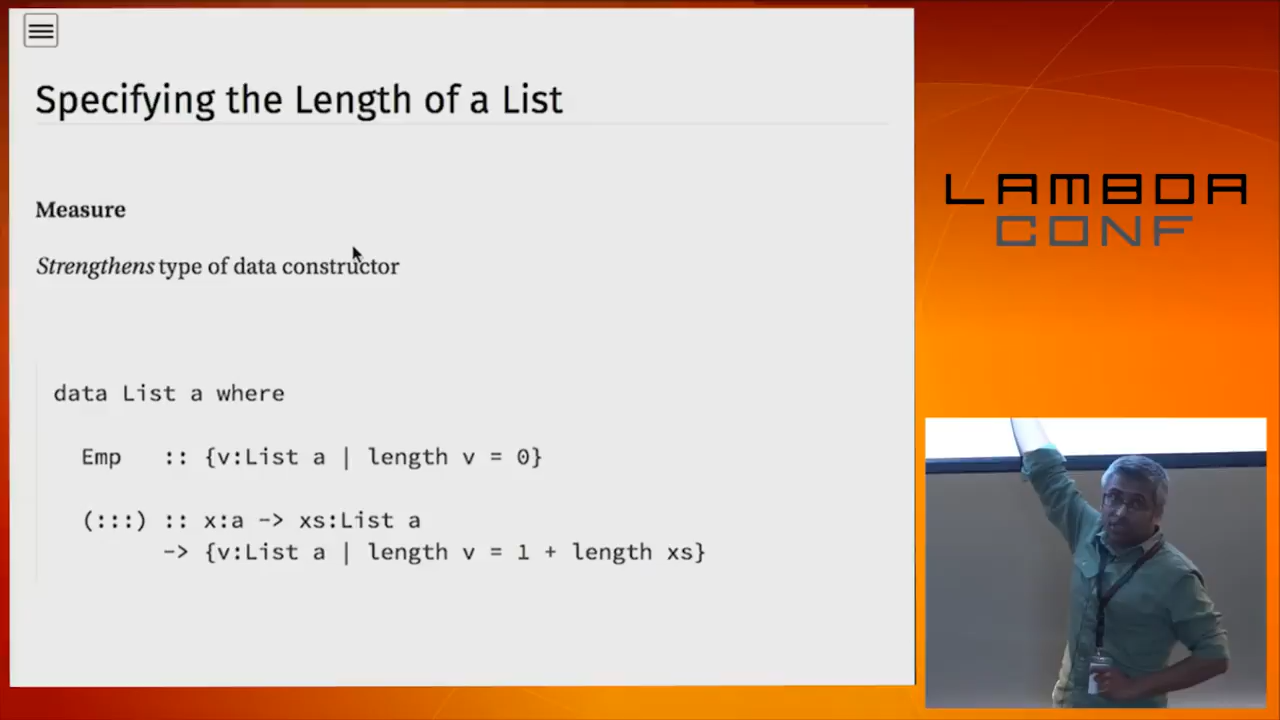 Specifying the Length of a List
Measure
Strengthens type of data constructor
data List a where
Emp :: {v:List a | length v = 0}
(:::) :: x:a -> xs:List a
-> {v:List a | length v = 1 + length xs}
LAMBDA
CONF